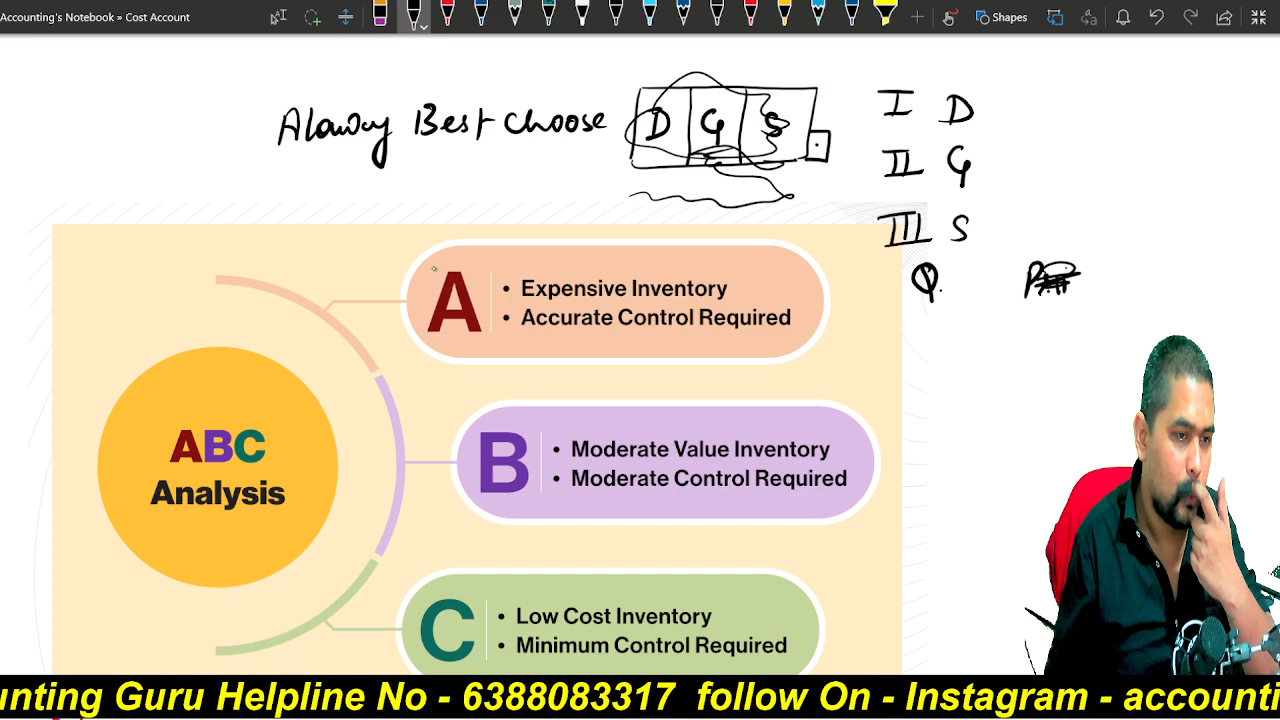 Accounting's Notebook » Cost Account
Shapes
Alaway Best choose D G S
I D
II G
III S
Q.
A
• Expensive Inventory
• Accurate Control Required
ABC
Analysis
B
• Moderate Value Inventory
• Moderate Control Required
C
• Low Cost Inventory
• Minimum Control Required
unting Guru Helpline No - 6388083317 follow On - Instagram - accounti